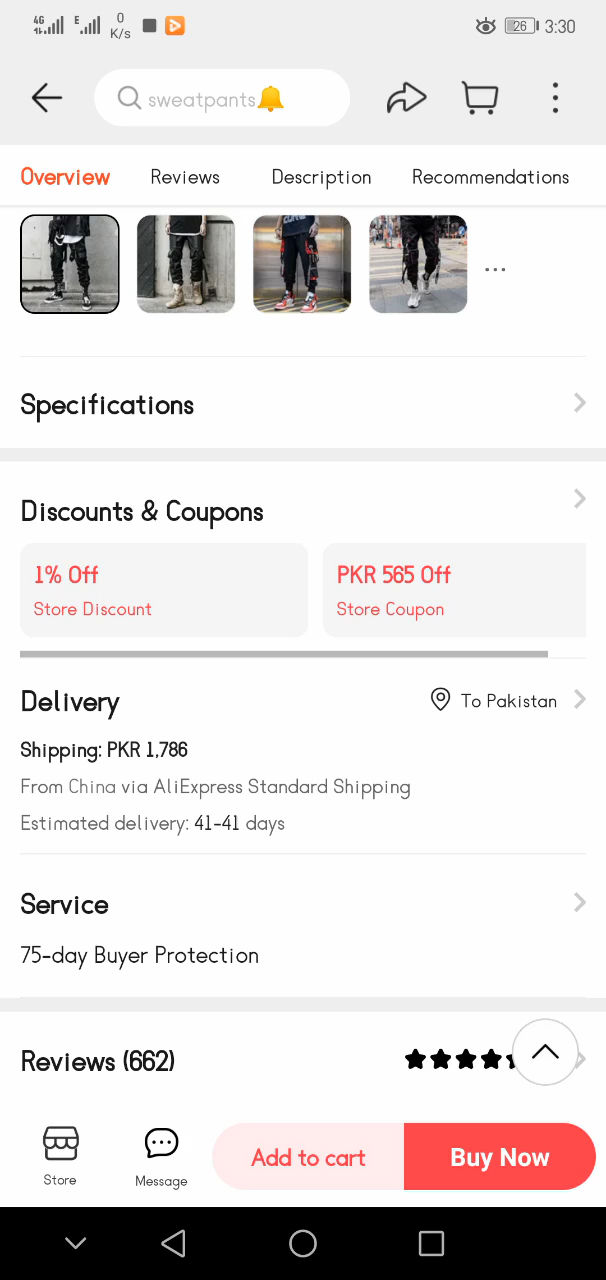 4G E 0 K/s 26 3:30
sweatpants🔔
Overview Reviews Description Recommendations
...
Specifications
Discounts & Coupons
1% Off
Store Discount
PKR 565 Off
Store Coupon
Delivery To Pakistan
Shipping: PKR 1,786
From China via AliExpress Standard Shipping
Estimated delivery: 41-41 days
Service
75-day Buyer Protection
Reviews (662)
Store Message Add to cart Buy Now